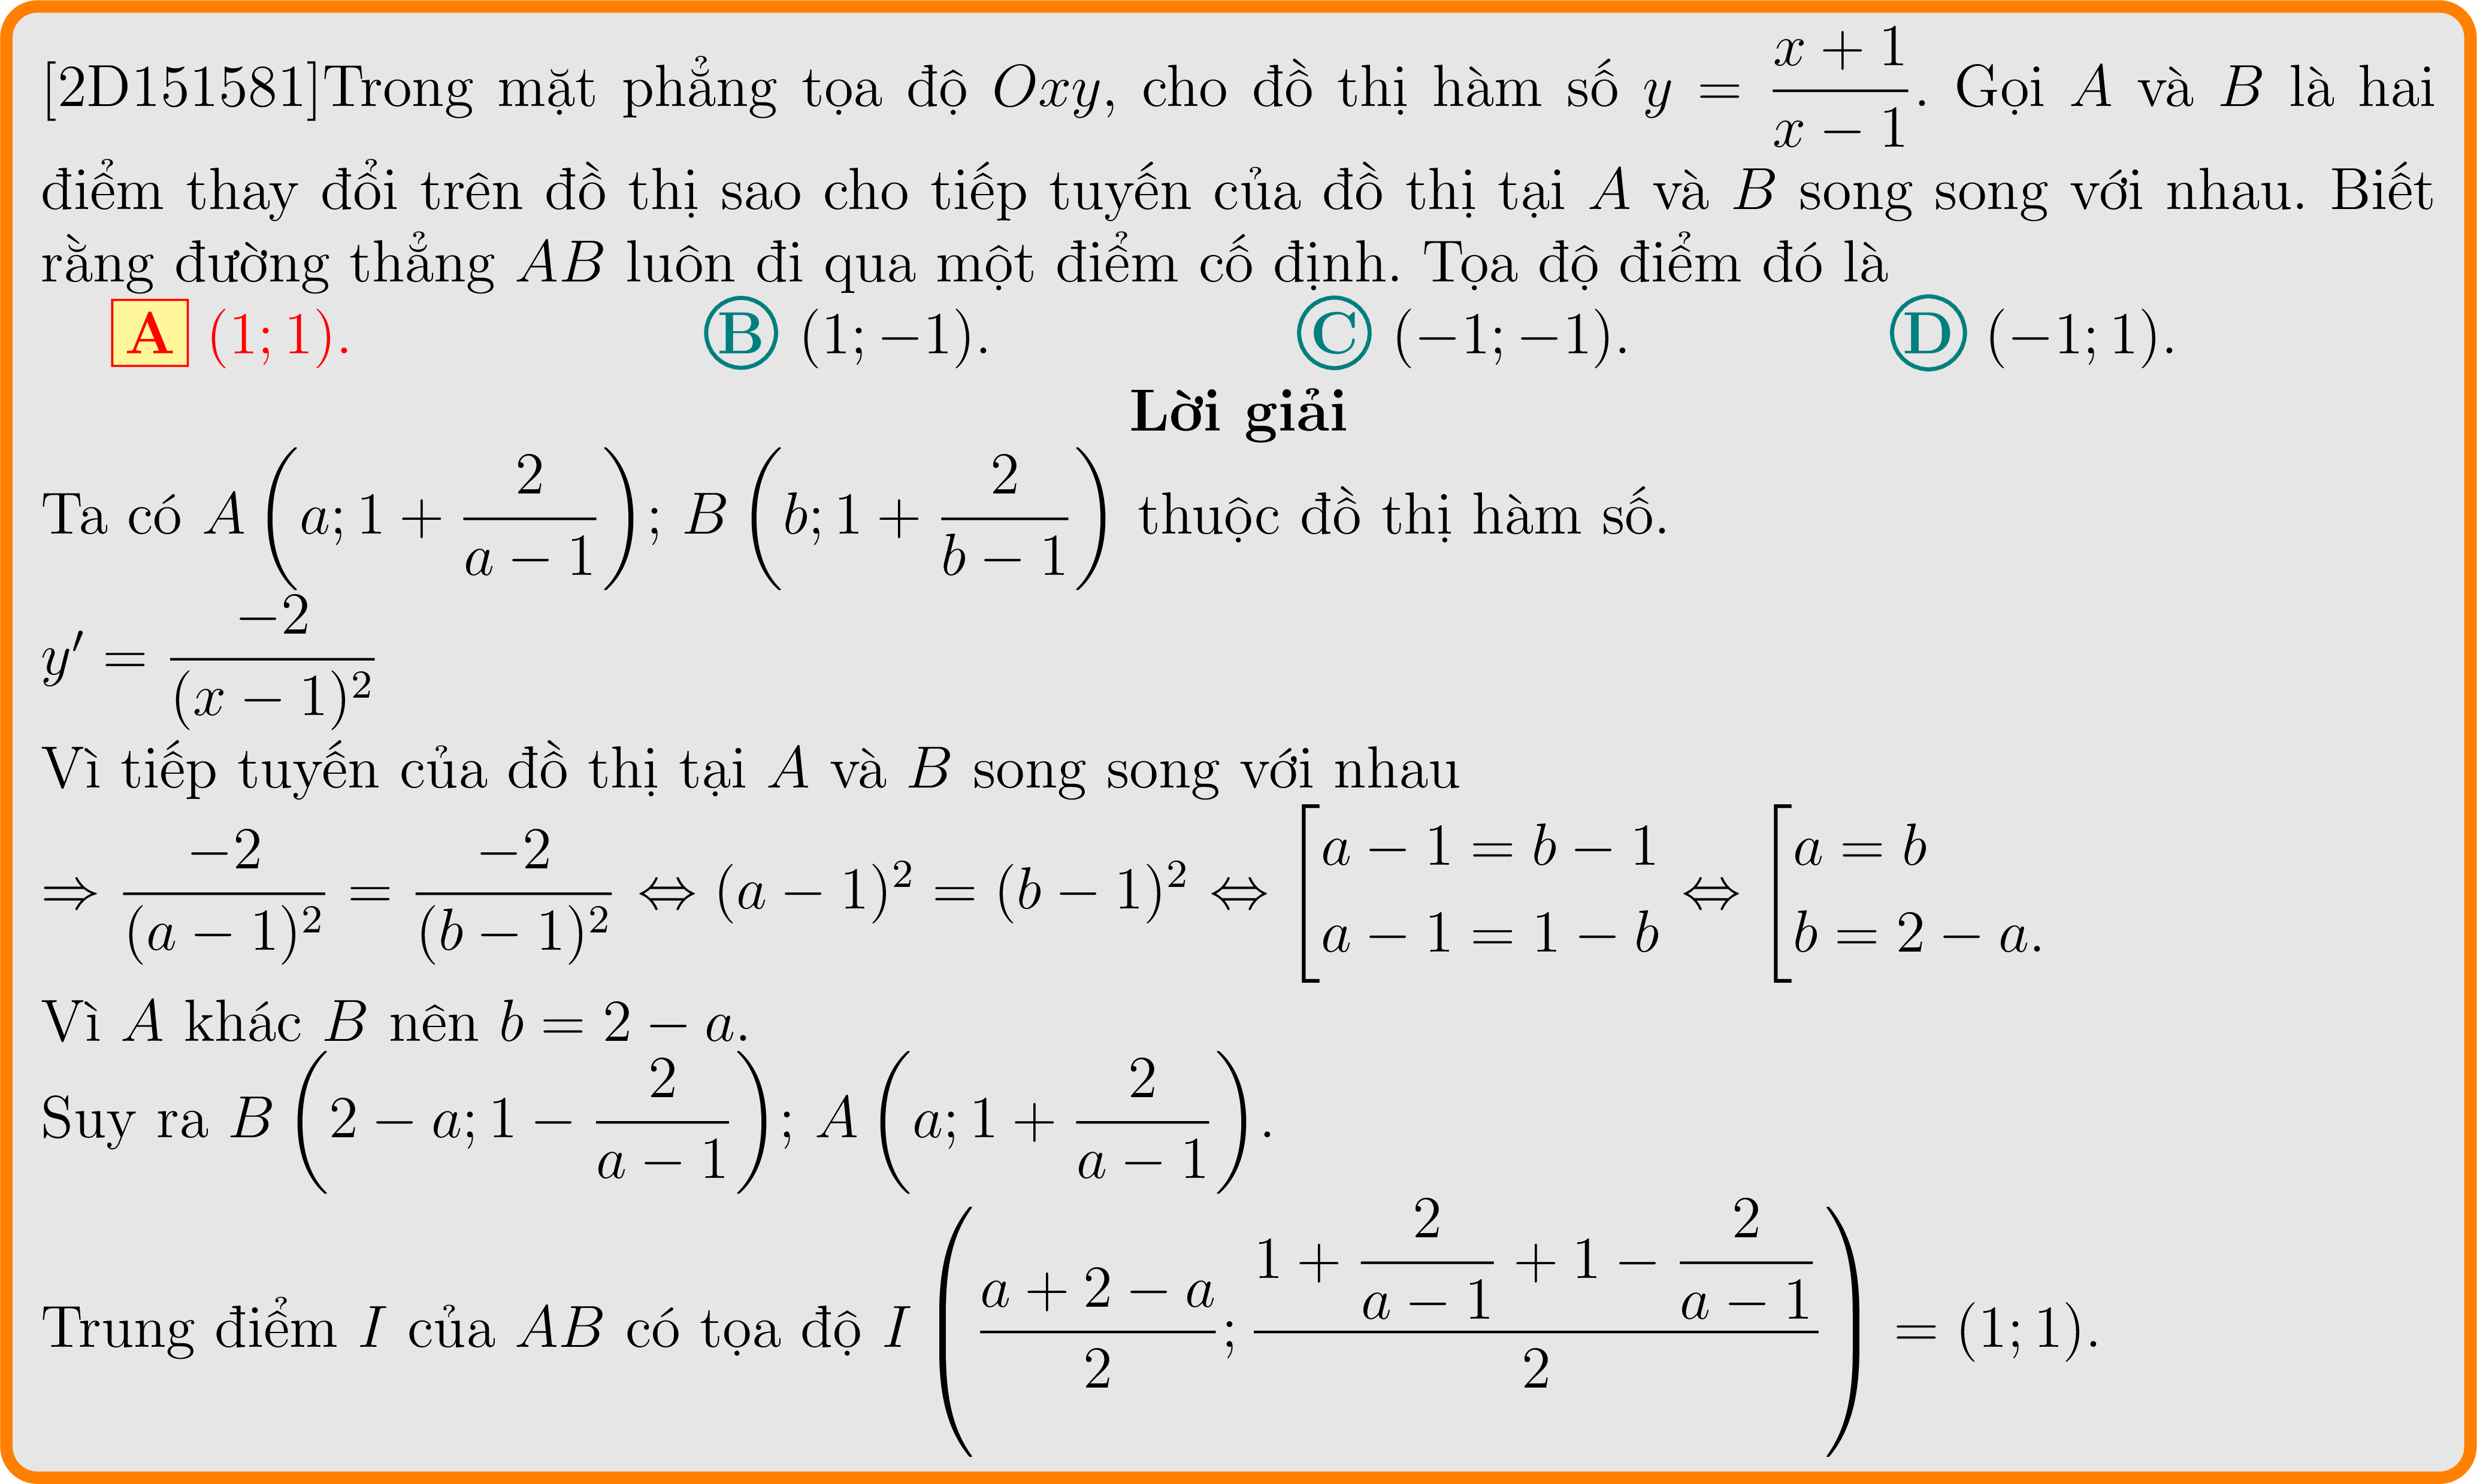 [2D151581]Trong mặt phẳng tọa độ Oxy, cho đồ thị hàm số y = \frac{x+1}{x-1}. Gọi A và B là hai
điểm thay đổi trên đồ thị sao cho tiếp tuyến của đồ thị tại A và B song song với nhau. Biết
rằng đường thẳng AB luôn đi qua một điểm cố định. Tọa độ điểm đó là
A (1; 1). B (1; −1). C (−1; −1). D (−1; 1).
Lời giải
Ta có A \left(a; 1 + \frac{2}{a-1}\right); B \left(b; 1 + \frac{2}{b-1}\right) thuộc đồ thị hàm số.
y' = \frac{-2}{(x-1)^2}
Vì tiếp tuyến của đồ thị tại A và B song song với nhau
⇒ \frac{-2}{(a-1)^2} = \frac{-2}{(b-1)^2} ⇔ (a − 1)^2 = (b − 1)^2 ⇔ \left[\begin{matrix} a − 1 = b − 1 \\ a − 1 = 1 − b \end{matrix}\right. ⇔ \left[\begin{matrix} a = b \\ b = 2 − a. \end{matrix}\right.
Vì A khác B nên b = 2 − a.
Suy ra B \left(2 − a; 1 − \frac{2}{a-1}\right); A \left(a; 1 + \frac{2}{a-1}\right).
Trung điểm I của AB có tọa độ I \left(\frac{a+2-a}{2}; \frac{1 + \frac{2}{a-1} + 1 − \frac{2}{a-1}}{2}\right) = (1; 1).